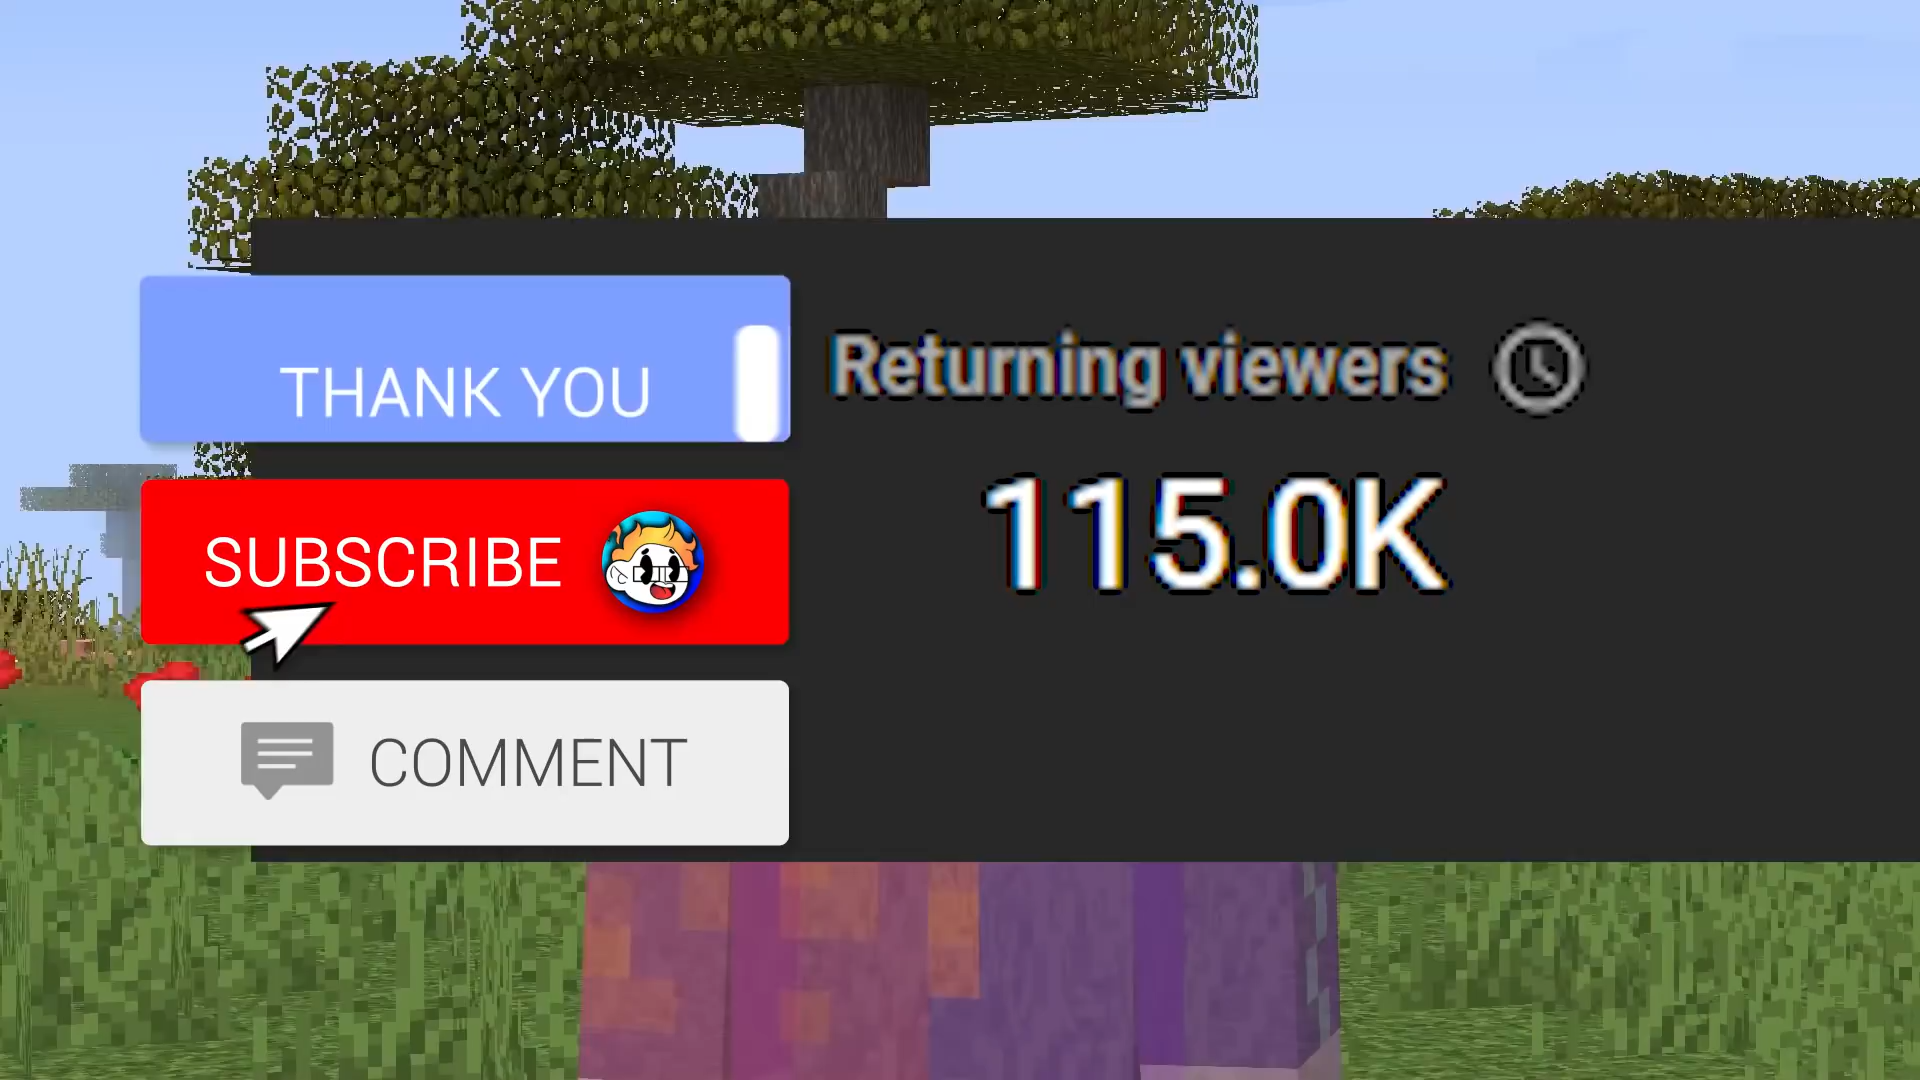 THANK YOU
Returning viewers
115.0K
SUBSCRIBE
COMMENT